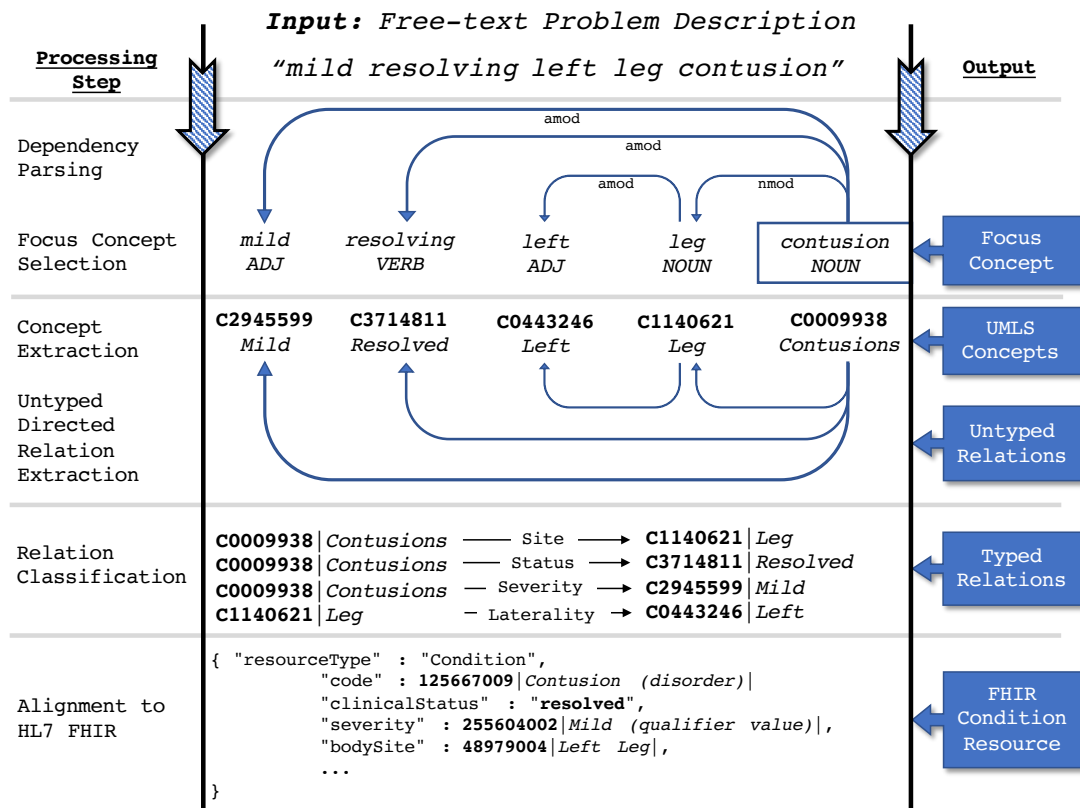 Input: Free-text Problem Description
"mild resolving left leg contusion"
Processing
Step
Output
Dependency
Parsing
amod
amod
amod
nmod
Focus Concept
Selection
mild
ADJ
resolving
VERB
left
ADJ
leg
NOUN
contusion
NOUN
Focus
Concept
Concept
Extraction
C2945599
Mild
C3714811
Resolved
C0443246
Left
C1140621
Leg
C0009938
Contusions
UMLS
Concepts
Untyped
Directed
Relation
Extraction
Untyped
Relations
Relation
Classification
C0009938|Contusions Site C1140621|Leg
C0009938|Contusions Status C3714811|Resolved
C0009938|Contusions Severity C2945599|Mild
C1140621|Leg Laterality C0443246|Left
Typed
Relations
Alignment to
HL7 FHIR
{ "resourceType" : "Condition",
"code" : 125667009|Contusion (disorder)|
"clinicalStatus" : "resolved",
"severity" : 255604002|Mild (qualifier value)|,
"bodySite" : 48979004|Left Leg|,
...
}
FHIR
Condition
Resource